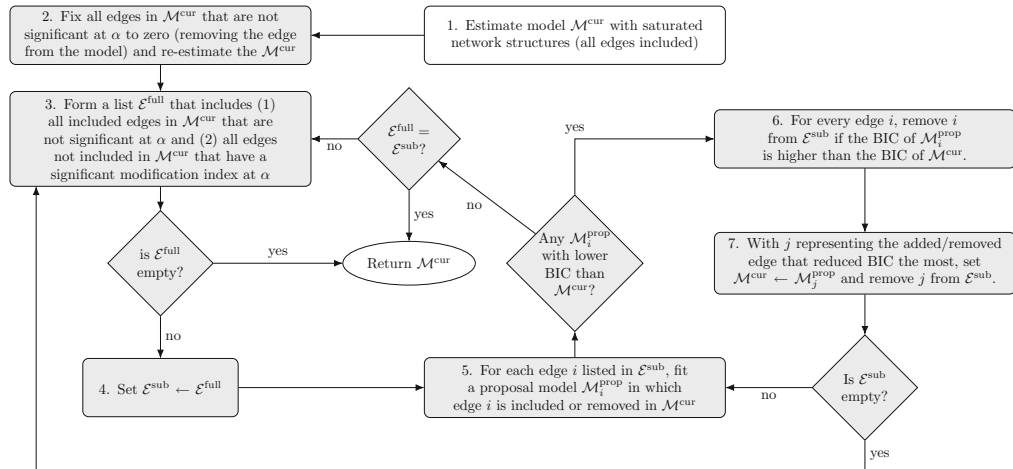 2. Fix all edges in ℳ^cur that are not
significant at α to zero (removing the edge
from the model) and re-estimate the ℳ^cur
1. Estimate model ℳ^cur with saturated
network structures (all edges included)
3. Form a list ℰ^full that includes (1)
all included edges in ℳ^cur that are
not significant at α and (2) all edges
not included in ℳ^cur that have a
significant modification index at α
no
ℰ^full =
ℰ^sub?
yes
yes
6. For every edge i, remove i
from ℰ^sub if the BIC of ℳ_i^prop
is higher than the BIC of ℳ^cur.
no
is ℰ^full
empty?
yes
Return ℳ^cur
Any ℳ_i^prop
with lower
BIC than
ℳ^cur?
7. With j representing the added/removed
edge that reduced BIC the most, set
ℳ^cur ← ℳ_j^prop and remove j from ℰ^sub.
no
4. Set ℰ^sub ← ℰ^full
5. For each edge i listed in ℰ^sub, fit
a proposal model ℳ_i^prop in which
edge i is included or removed in ℳ^cur
no
Is ℰ^sub
empty?
yes